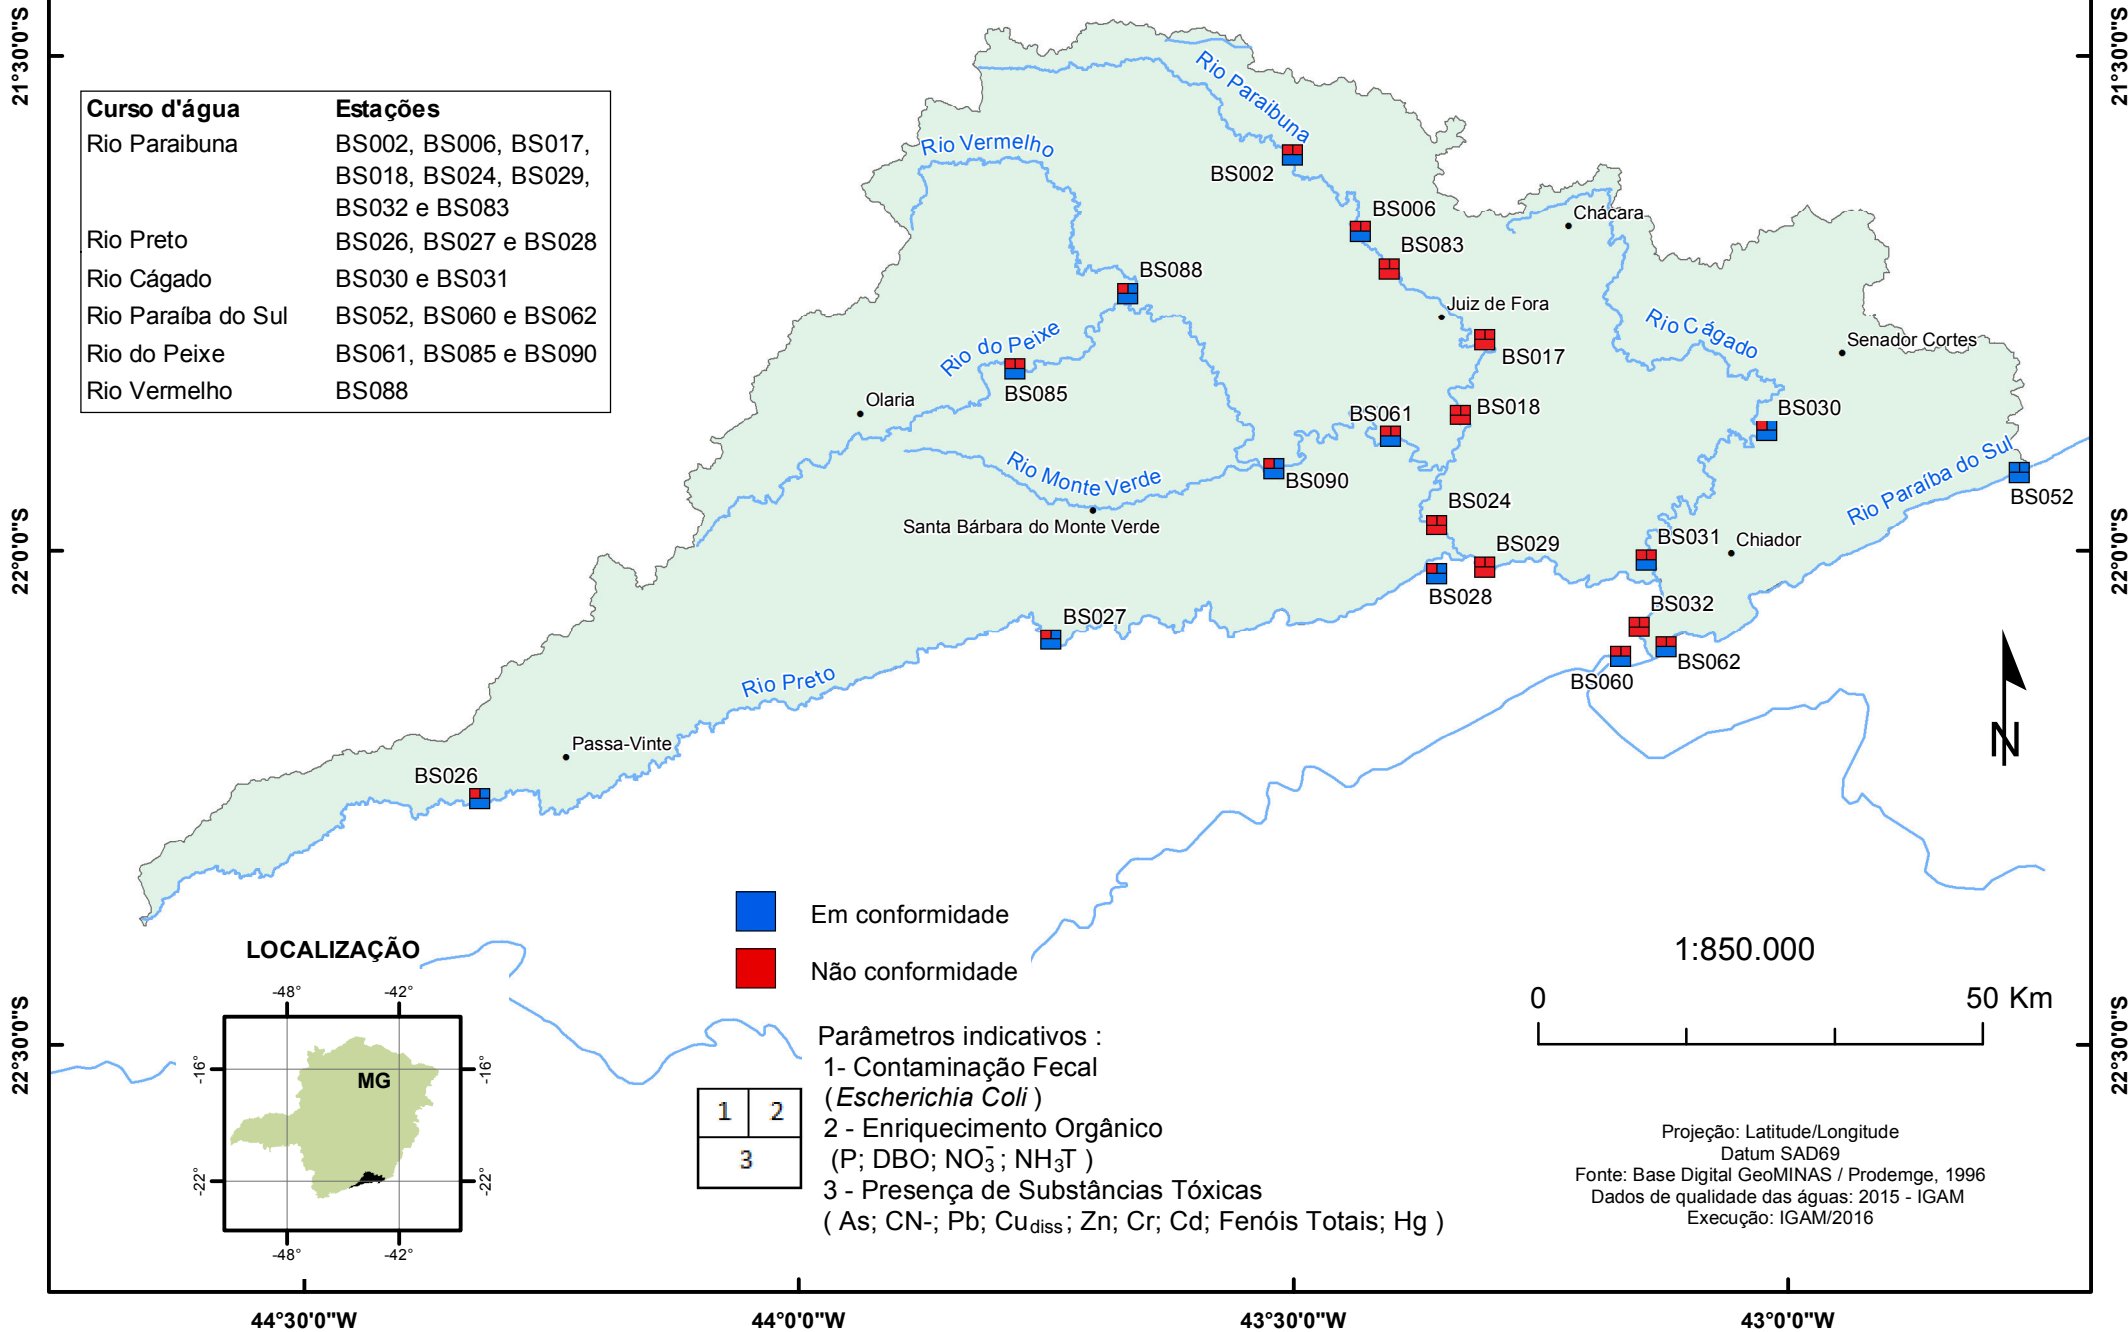 21°30'0"S
21°30'0"S
22°0'0"S
22°0'0"S
22°30'0"S
22°30'0"S
44°30'0"W
44°0'0"W
43°30'0"W
43°0'0"W
Curso d'água Estações
Rio Paraibuna BS002, BS006, BS017,
BS018, BS024, BS029,
BS032 e BS083
Rio Preto BS026, BS027 e BS028
Rio Cágado BS030 e BS031
Rio Paraíba do Sul BS052, BS060 e BS062
Rio do Peixe BS061, BS085 e BS090
Rio Vermelho BS088
Rio Paraibuna
Rio Vermelho
BS002
BS006
Chácara
BS083
BS088
Juiz de Fora
Rio Cágado
Senador Cortes
Rio do Peixe
BS017
BS085
Olaria
BS061
BS018
BS030
Rio Monte Verde
BS090
Rio Paraíba do Sul
BS052
BS024
Santa Bárbara do Monte Verde
BS029
BS031
Chiador
BS028
BS027
BS032
BS062
BS060
Rio Preto
Passa-Vinte
BS026
N
Em conformidade
Não conformidade
Parâmetros indicativos :
1- Contaminação Fecal
(Escherichia Coli )
2 - Enriquecimento Orgânico
(P; DBO; NO₃⁻; NH₃T )
3 - Presença de Substâncias Tóxicas
( As; CN-; Pb; Cu diss; Zn; Cr; Cd; Fenóis Totais; Hg )
1 2
3
LOCALIZAÇÃO
-48° -42°
-16° -16°
MG
-22° -22°
-48° -42°
1:850.000
0 50 Km
Projeção: Latitude/Longitude
Datum SAD69
Fonte: Base Digital GeoMINAS / Prodemge, 1996
Dados de qualidade das águas: 2015 - IGAM
Execução: IGAM/2016